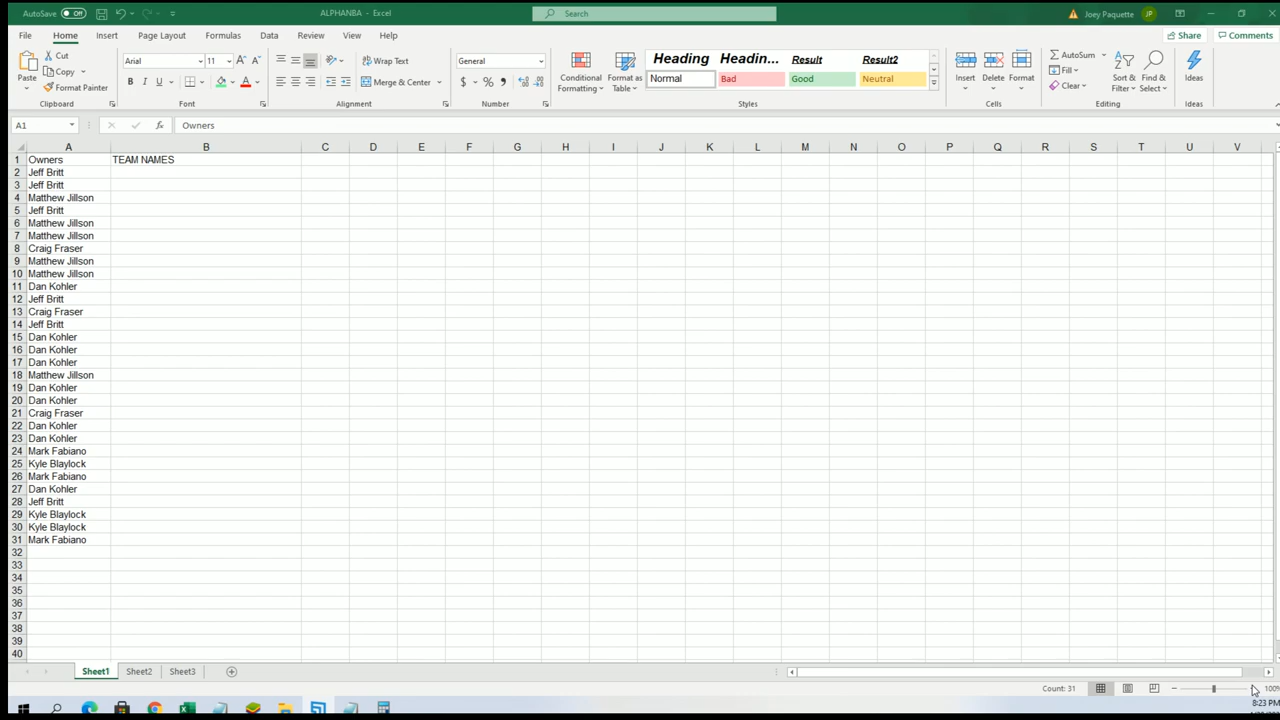 AutoSave Off ALPHANBA - Excel Search Joey Paquette JP
File Home Insert Page Layout Formulas Data Review View Help Share Comments
Paste Cut Copy Format Painter Clipboard
Arial 11 A A B I U A Font
Wrap Text Merge & Center Alignment
General $ % Number
Conditional Formatting Format as Table
Heading Headin... Result Result2
Normal Bad Good Neutral
Styles
Insert Delete Format Cells
AutoSum Fill Clear Sort & Filter Find & Select Editing
Ideas Ideas
A1 fx Owners
A B C D E F G H I J K L M N O P Q R S T U V
1 Owners TEAM NAMES
2 Jeff Britt
3 Jeff Britt
4 Matthew Jillson
5 Jeff Britt
6 Matthew Jillson
7 Matthew Jillson
8 Craig Fraser
9 Matthew Jillson
10 Matthew Jillson
11 Dan Kohler
12 Jeff Britt
13 Craig Fraser
14 Jeff Britt
15 Dan Kohler
16 Dan Kohler
17 Dan Kohler
18 Matthew Jillson
19 Dan Kohler
20 Dan Kohler
21 Craig Fraser
22 Dan Kohler
23 Dan Kohler
24 Mark Fabiano
25 Kyle Blaylock
26 Mark Fabiano
27 Dan Kohler
28 Jeff Britt
29 Kyle Blaylock
30 Kyle Blaylock
31 Mark Fabiano
32
33
34
35
36
37
38
39
40
Sheet1 Sheet2 Sheet3
Count: 31 100%
8:23 PM